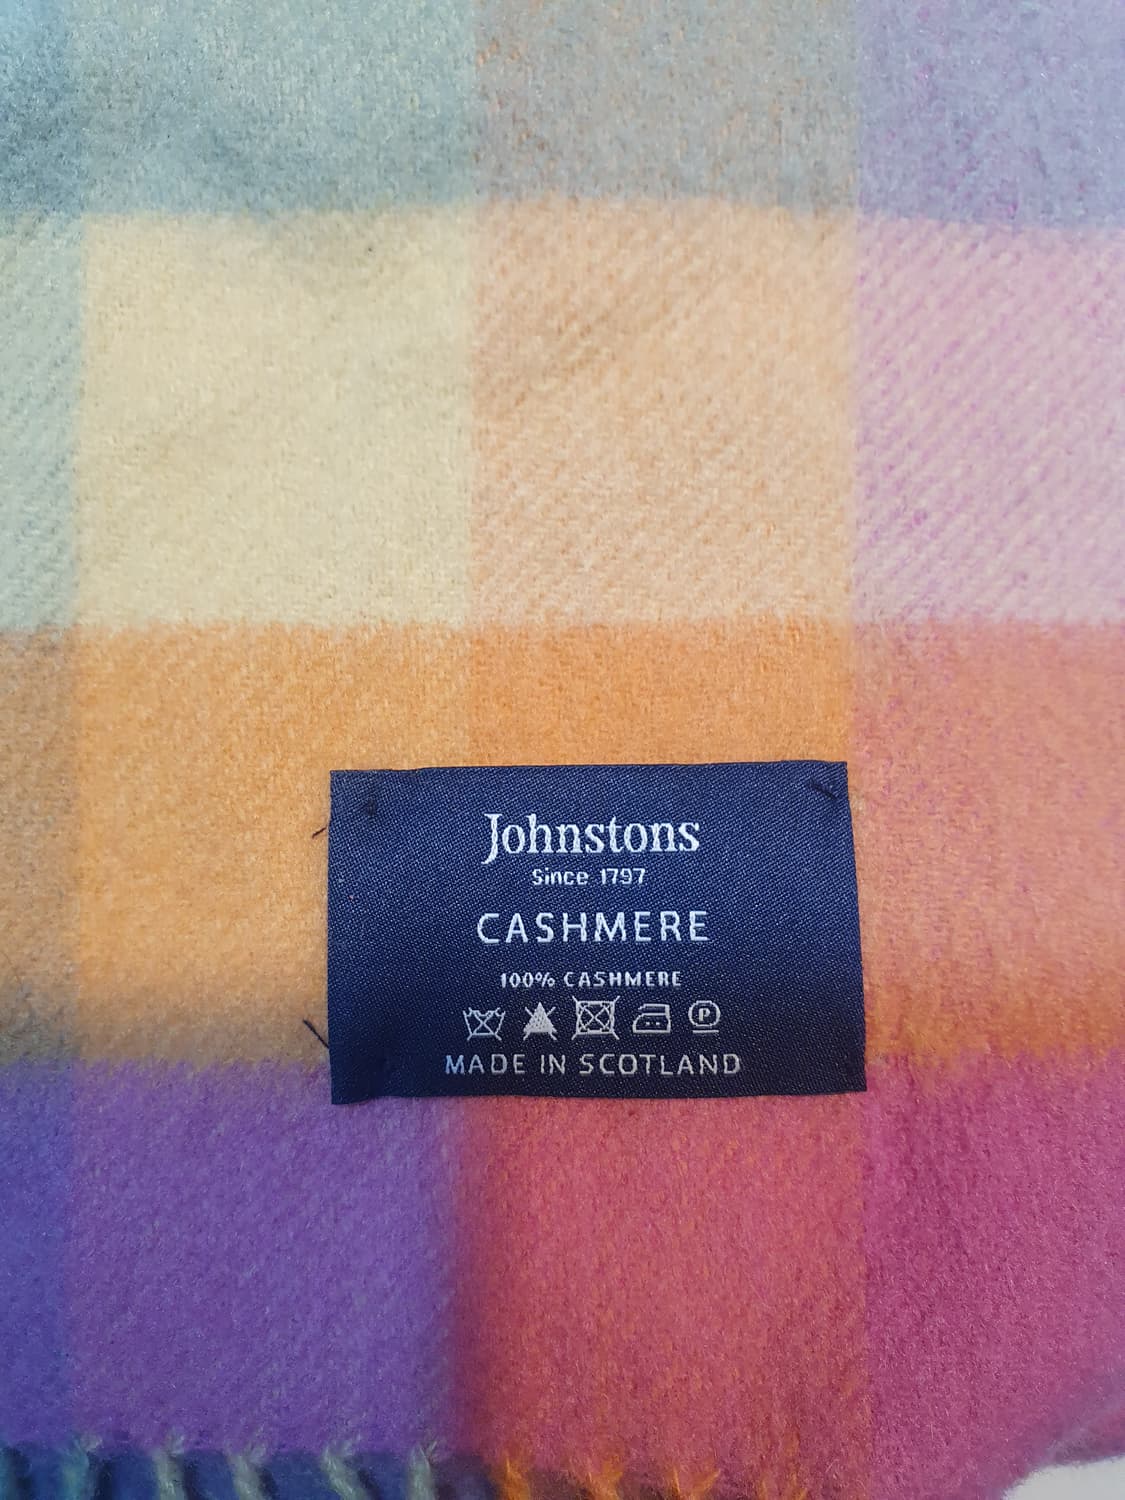 Johnstons
Since 1797
CASHMERE
100% CASHMERE
P
MADE IN SCOTLAND